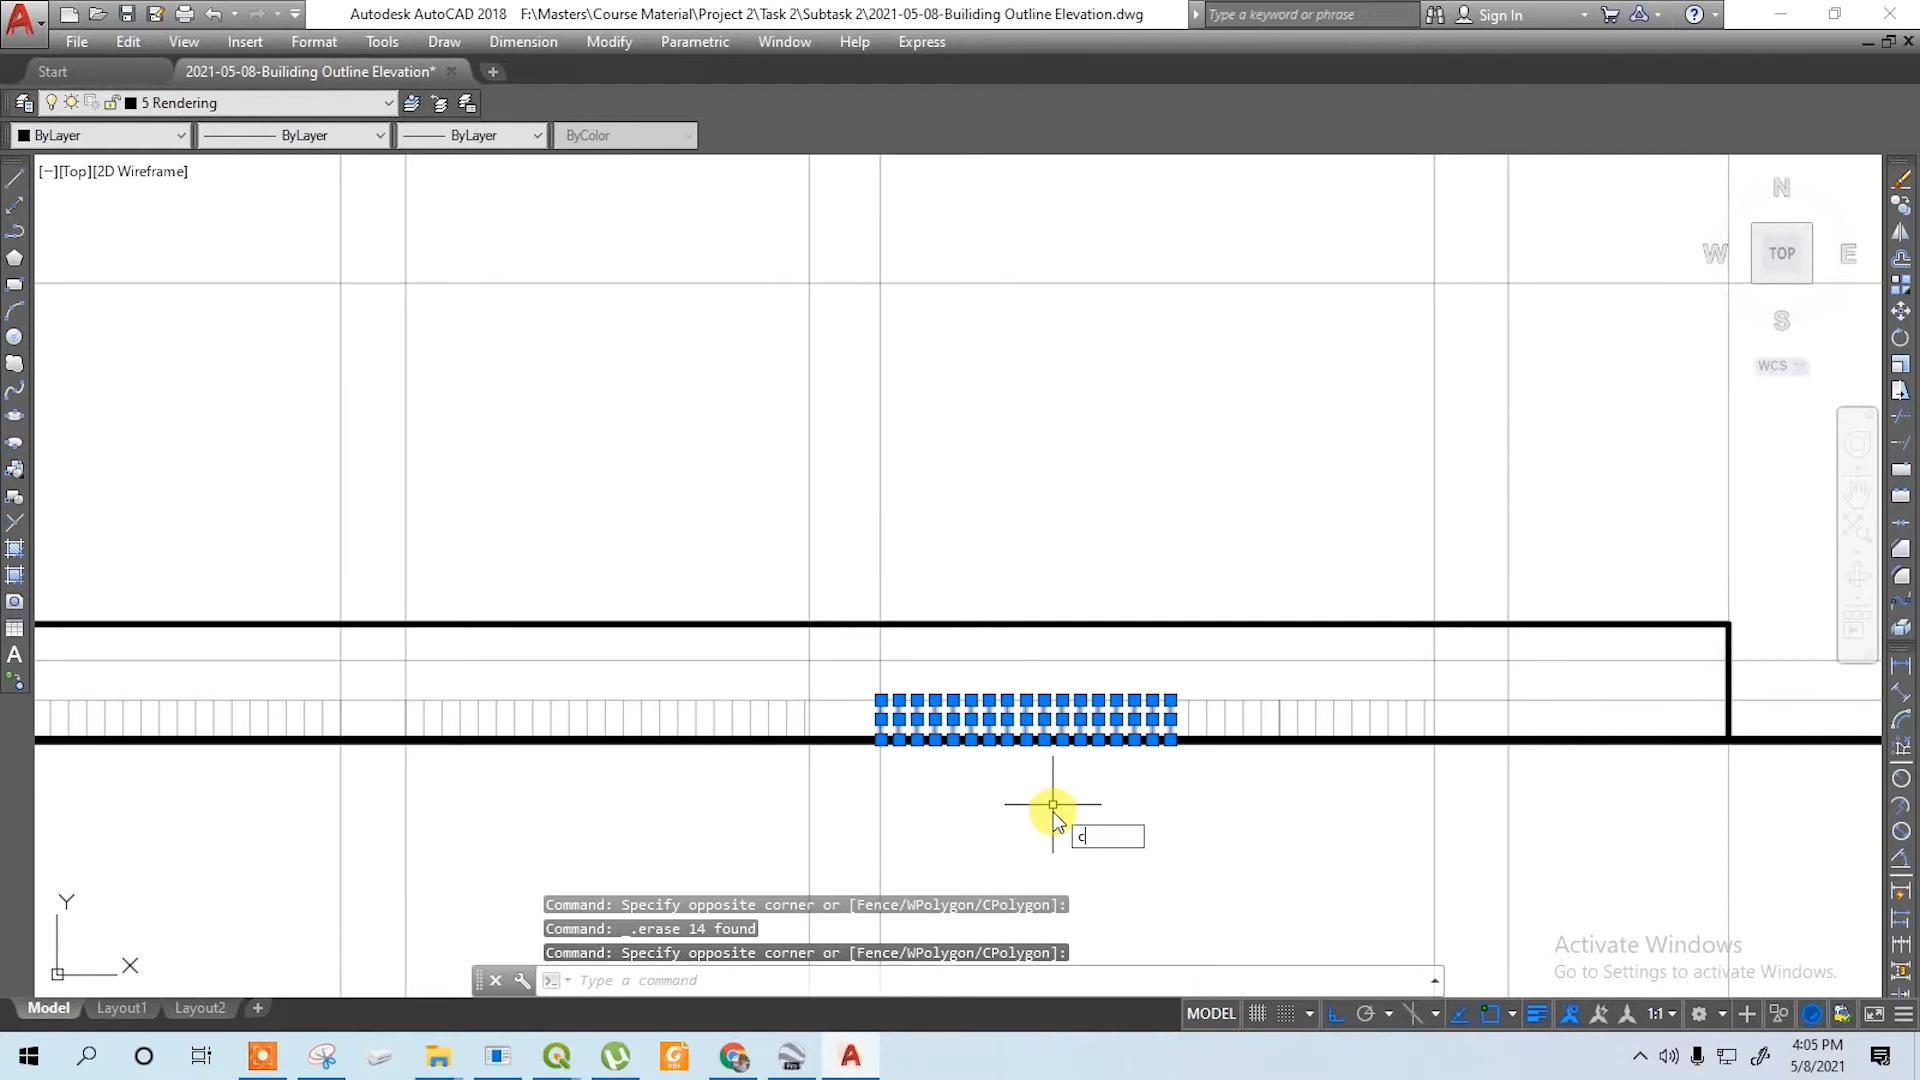 Autodesk AutoCAD 2018 F:\Masters\Course Material\Project 2\Task 2\Subtask 2\2021-05-08-Builiding Outline Elevation.dwg
Type a keyword or phrase
Sign In
File Edit View Insert Format Tools Draw Dimension Modify Parametric Window Help Express
Start
2021-05-08-Builiding Outline Elevation*
5 Rendering
ByLayer
ByLayer
ByLayer
ByColor
[−][Top][2D Wireframe]
N
W
TOP
E
S
WCS
c
Y
X
Command: Specify opposite corner or [Fence/WPolygon/CPolygon]:
Command: _.erase 14 found
Command: Specify opposite corner or [Fence/WPolygon/CPolygon]:
Type a command
Activate Windows
Go to Settings to activate Windows.
Model Layout1 Layout2
MODEL
1:1
4:05 PM
5/8/2021